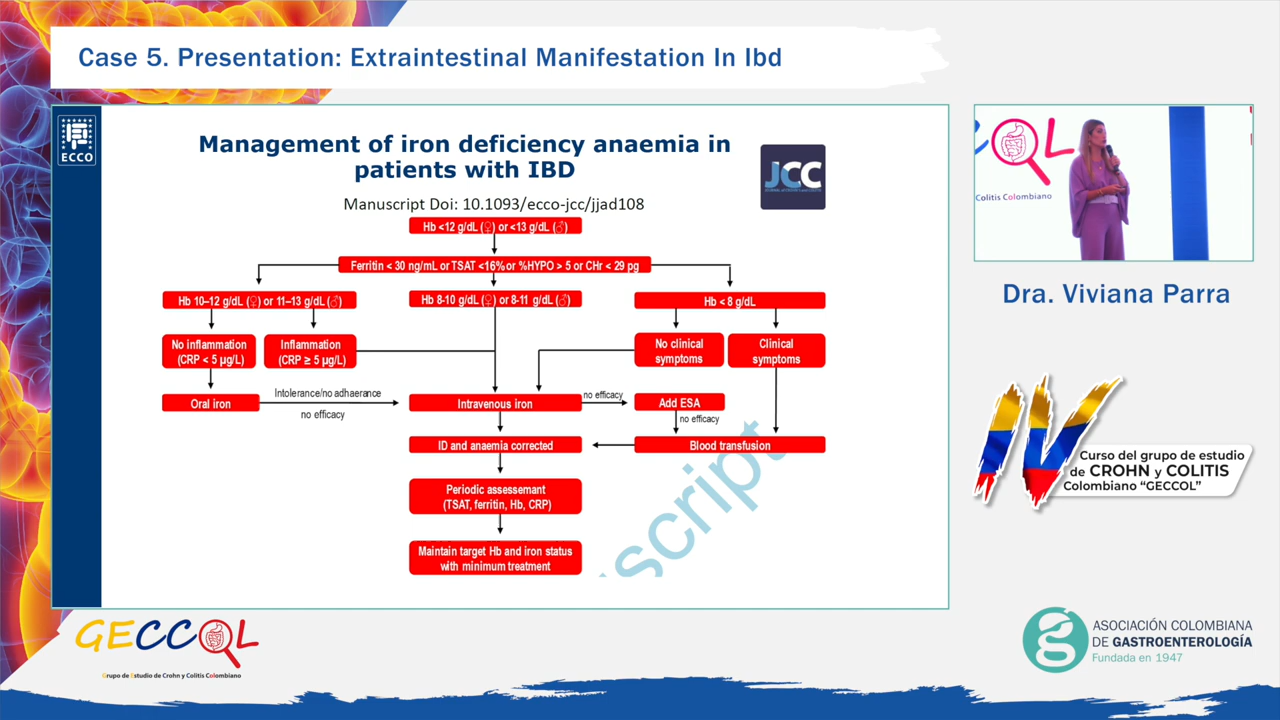 Case 5. Presentation: Extraintestinal Manifestation In Ibd
ECCO
Management of iron deficiency anaemia in
patients with IBD
JCC
Manuscript Doi: 10.1093/ecco-jcc/jjad108
Hb <12 g/dL (♀) or <13 g/dL (♂)
Ferritin < 30 ng/mL or TSAT <16% or %HYPO > 5 or CHr < 29 pg
Hb 10–12 g/dL (♀) or 11–13 g/dL (♂)
Hb 8-10 g/dL (♀) or 8-11 g/dL (♂)
Hb < 8 g/dL
No inflammation
(CRP < 5 µg/L)
Inflammation
(CRP ≥ 5 µg/L)
No clinical
symptoms
Clinical
symptoms
Oral iron
Intolerance/no adhaerance
no efficacy
Intravenous iron
no efficacy
Add ESA
no efficacy
ID and anaemia corrected
Blood transfusion
Periodic assessemant
(TSAT, ferritin, Hb, CRP)
Maintain target Hb and iron status
with minimum treatment
script
COL
Colitis Colombiano
Dra. Viviana Parra
IV
Curso del grupo de estudio
de CROHN y COLITIS
Colombiano “GECCOL”
GECCOL
Grupo de Estudio de Crohn y Colitis Colombiano
ASOCIACIÓN COLOMBIANA
DE GASTROENTEROLOGÍA
Fundada en 1947